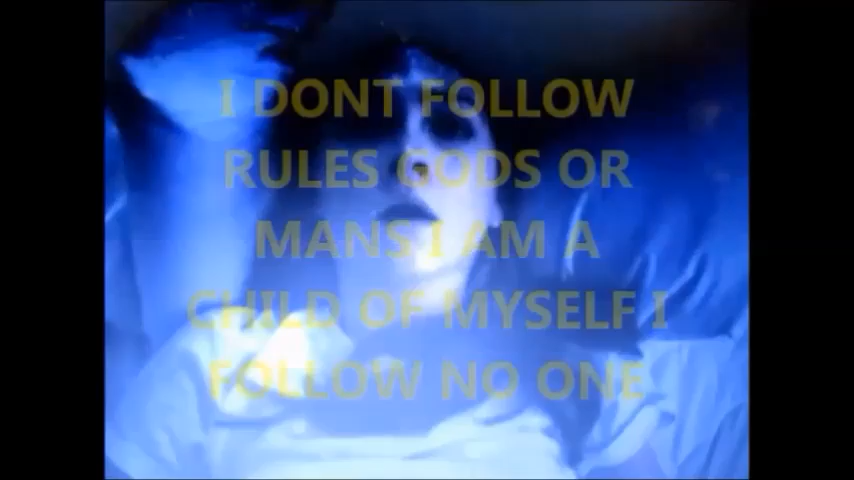 I DONT FOLLOW
RULES GODS OR
MANS I AM A
CHILD OF MYSELF I
FOLLOW NO ONE